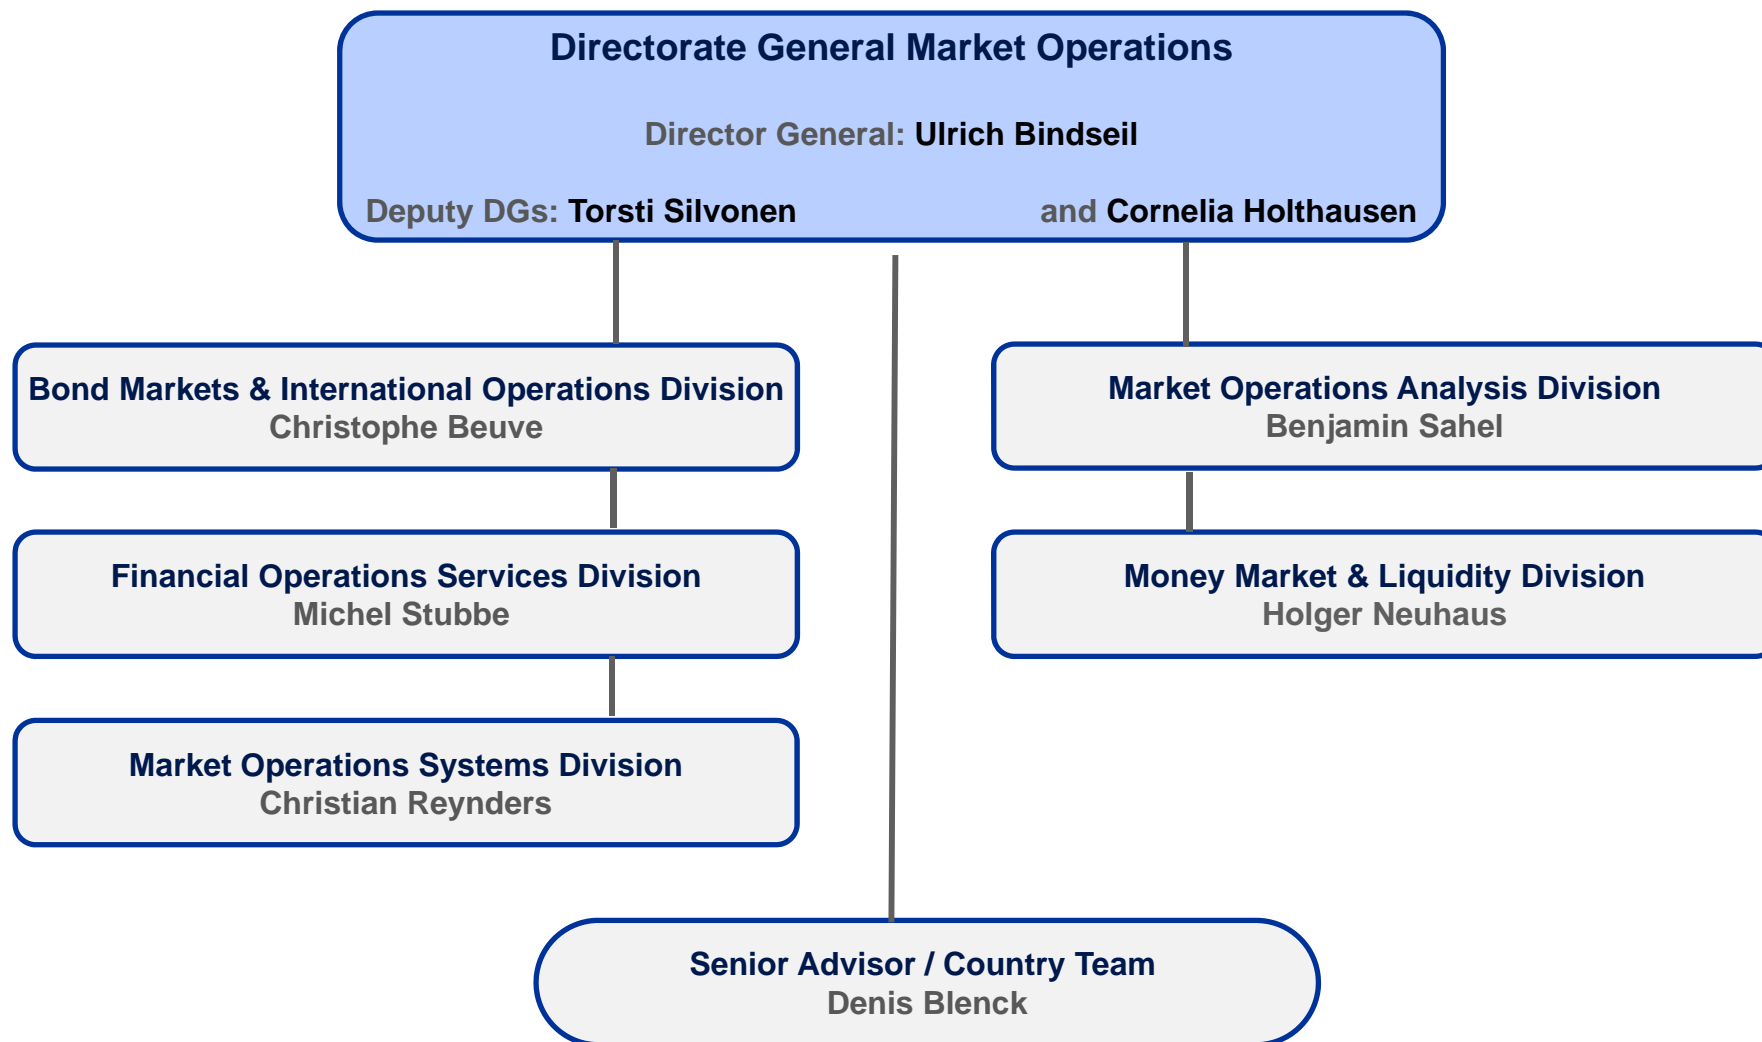 Directorate General Market Operations
Director General: Ulrich Bindseil
Deputy DGs: Torsti Silvonen and Cornelia Holthausen
Bond Markets & International Operations Division
Christophe Beuve
Market Operations Analysis Division
Benjamin Sahel
Financial Operations Services Division
Michel Stubbe
Money Market & Liquidity Division
Holger Neuhaus
Market Operations Systems Division
Christian Reynders
Senior Advisor / Country Team
Denis Blenck